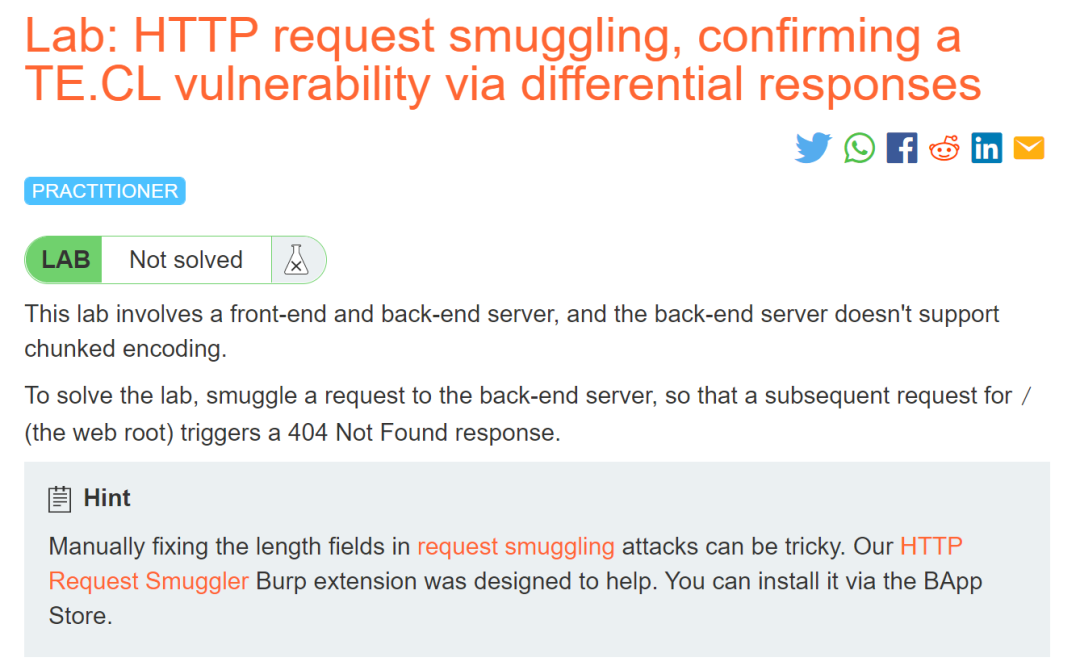 Lab: HTTP request smuggling, confirming a
TE.CL vulnerability via differential responses
PRACTITIONER
LAB Not solved
This lab involves a front-end and back-end server, and the back-end server doesn't support
chunked encoding.
To solve the lab, smuggle a request to the back-end server, so that a subsequent request for /
(the web root) triggers a 404 Not Found response.
Hint
Manually fixing the length fields in request smuggling attacks can be tricky. Our HTTP
Request Smuggler Burp extension was designed to help. You can install it via the BApp
Store.